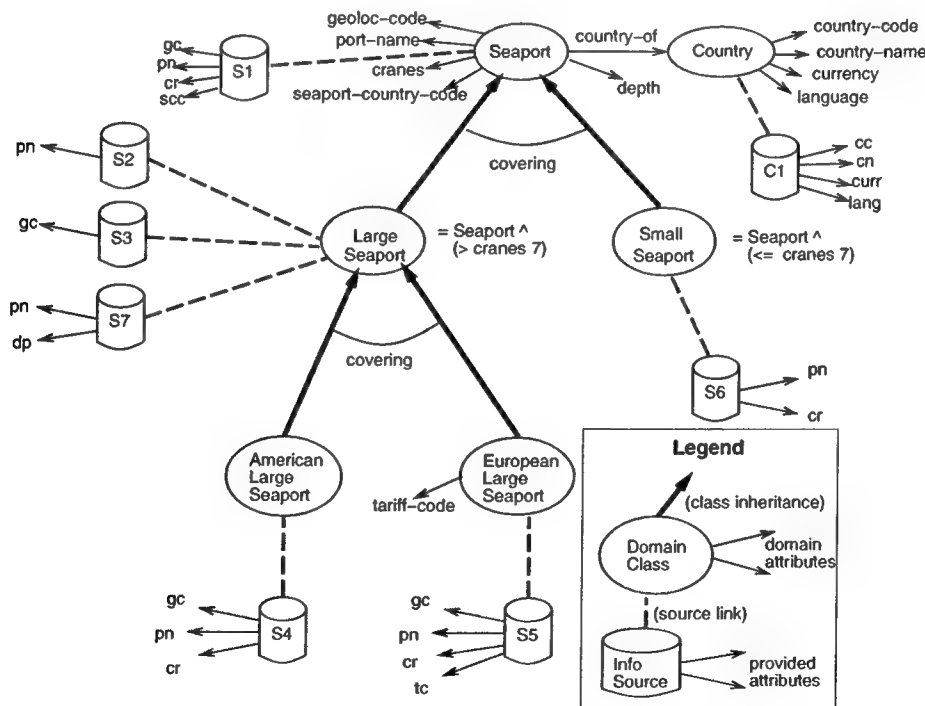 geoloc-code
port-name
cranes
seaport-country-code
Seaport
country-of
depth
Country
country-code
country-name
currency
language
gc
pn
cr
scc
S1
covering
C1
cc
cn
curr
lang
pn
S2
gc
S3
pn
dp
S7
Large
Seaport
= Seaport ^
(> cranes 7)
Small
Seaport
= Seaport ^
(<= cranes 7)
covering
S6
pn
cr
American
Large
Seaport
European
Large
Seaport
tariff-code
gc
pn
cr
S4
gc
pn
cr
tc
S5
Legend
(class inheritance)
Domain
Class
domain
attributes
(source link)
Info
Source
provided
attributes